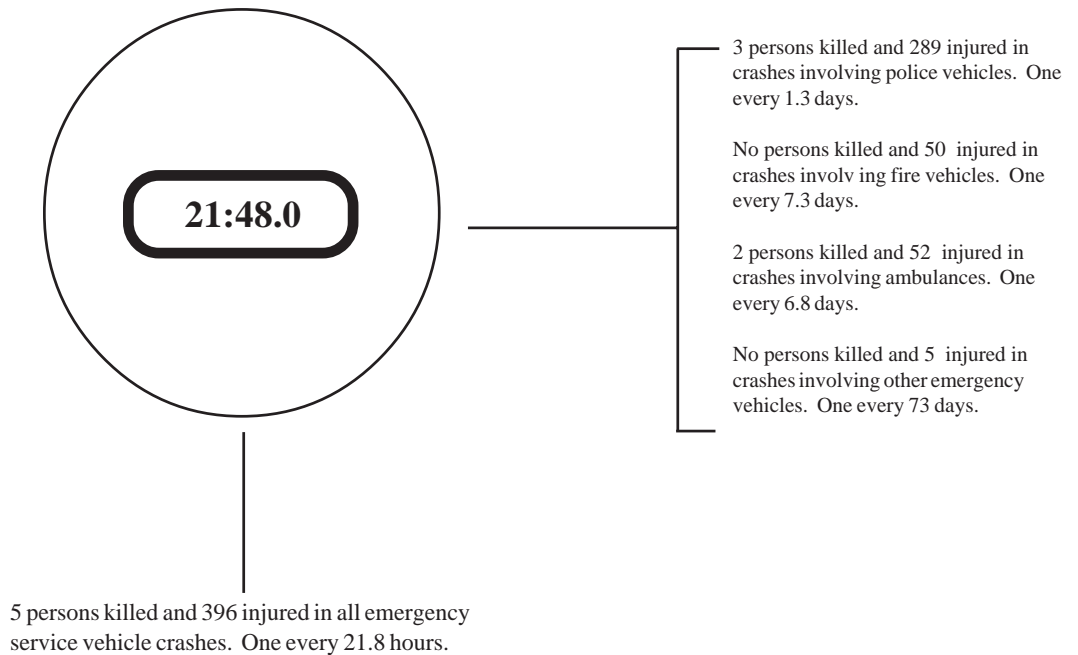 21:48.0
3 persons killed and 289 injured in
crashes involving police vehicles. One
every 1.3 days.
No persons killed and 50 injured in
crashes involv ing fire vehicles. One
every 7.3 days.
2 persons killed and 52 injured in
crashes involving ambulances. One
every 6.8 days.
No persons killed and 5 injured in
crashes involving other emergency
vehicles. One every 73 days.
5 persons killed and 396 injured in all emergency
service vehicle crashes. One every 21.8 hours.